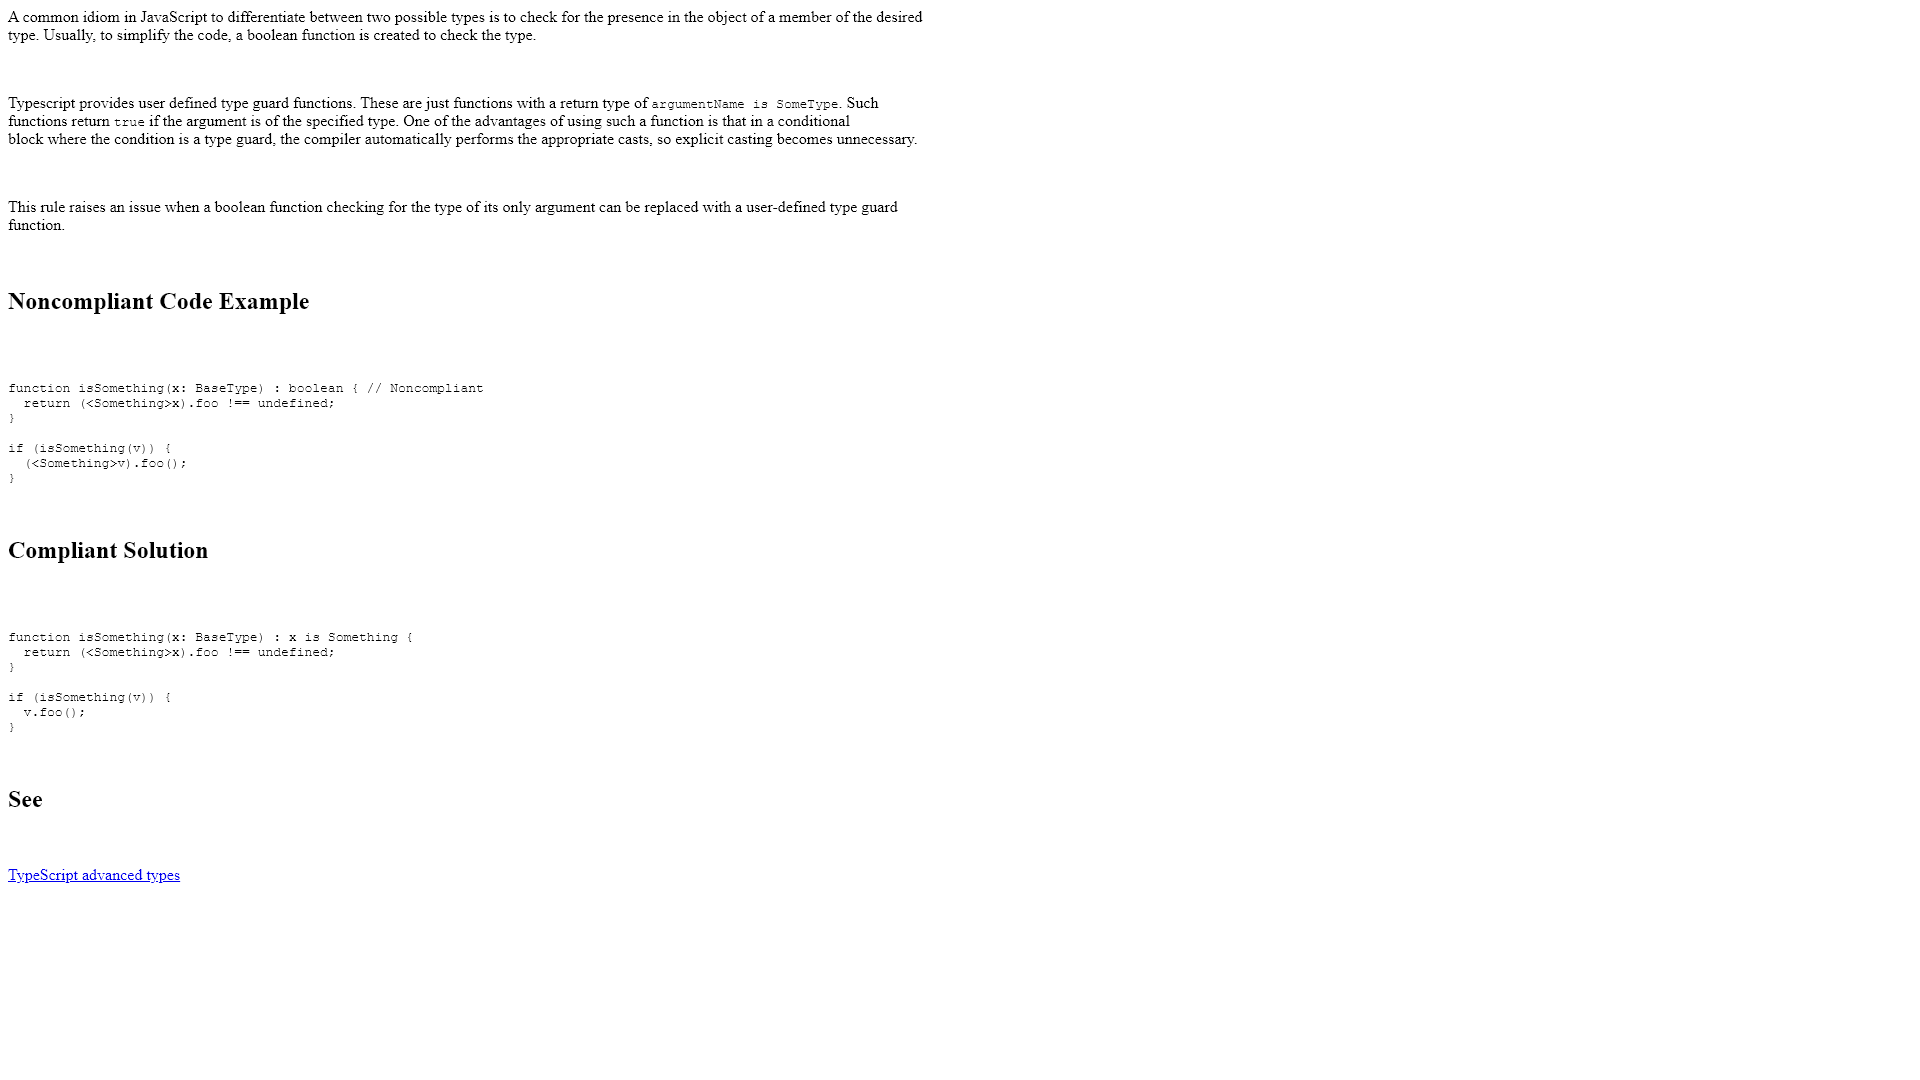 A common idiom in JavaScript to differentiate between two possible types is to check for the presence in the object of a member of the desired
type. Usually, to simplify the code, a boolean function is created to check the type.
Typescript provides user defined type guard functions. These are just functions with a return type of argumentName is SomeType. Such
functions return true if the argument is of the specified type. One of the advantages of using such a function is that in a conditional
block where the condition is a type guard, the compiler automatically performs the appropriate casts, so explicit casting becomes unnecessary.
This rule raises an issue when a boolean function checking for the type of its only argument can be replaced with a user-defined type guard
function.
Noncompliant Code Example
function isSomething(x: BaseType) : boolean { // Noncompliant
  return (<Something>x).foo !== undefined;
}
if (isSomething(v)) {
  (<Something>v).foo();
}
Compliant Solution
function isSomething(x: BaseType) : x is Something {
  return (<Something>x).foo !== undefined;
}
if (isSomething(v)) {
  v.foo();
}
See
TypeScript advanced types